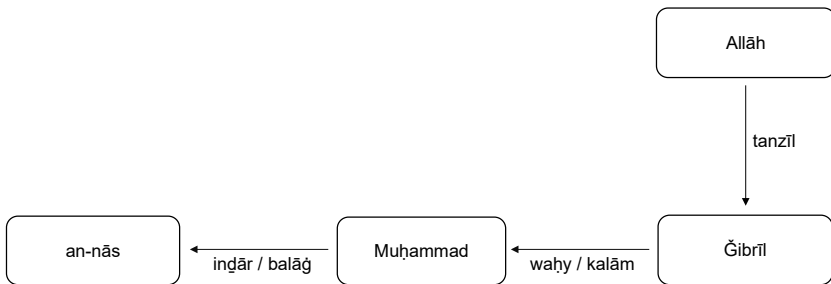 Allāh
tanzīl
an-nās
inḏār / balāġ
Muḥammad
waḥy / kalām
Ǧibrīl